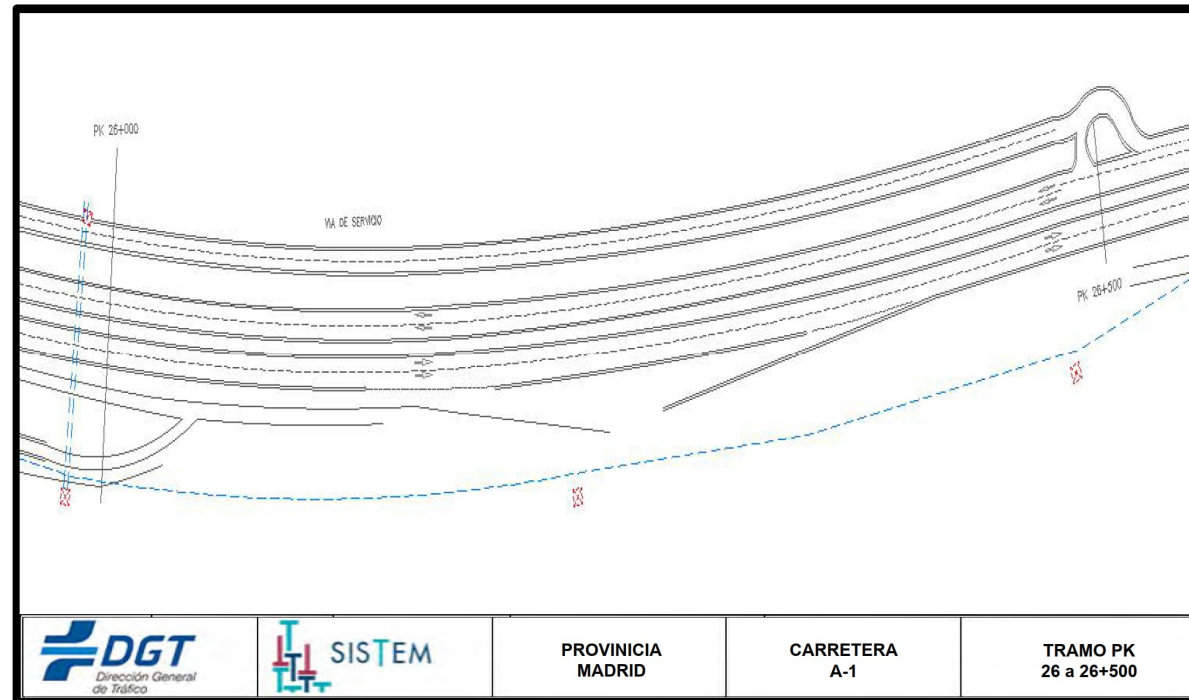 PK 26+000
VIA DE SERVICIO
PK 26+500
DGT
Dirección General
de Tráfico
SISTEM
PROVINICIA
MADRID
CARRETERA
A-1
TRAMO PK
26 a 26+500